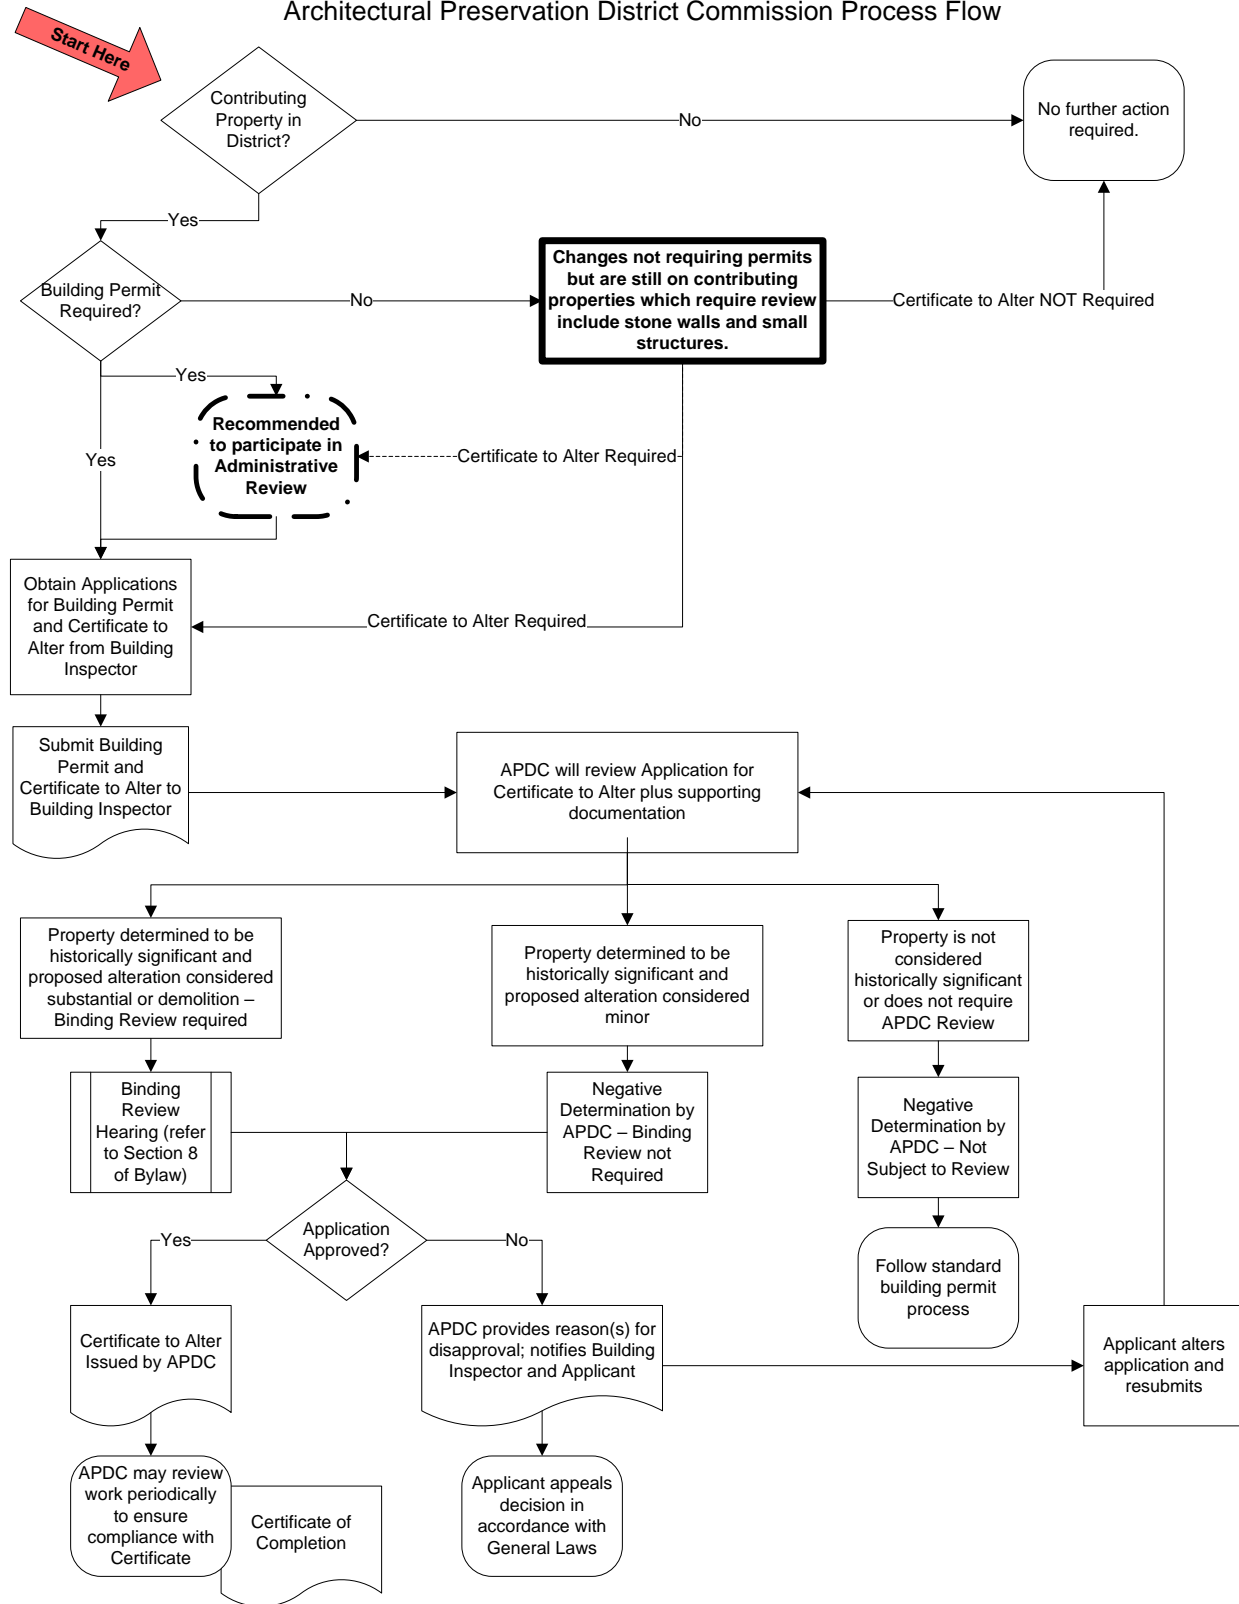 Architectural Preservation District Commission Process Flow
Start Here
Contributing
Property in
District?
No
No further action
required.
Yes
Building Permit
Required?
No
Changes not requiring permits
but are still on contributing
properties which require review
include stone walls and small
structures.
Certificate to Alter NOT Required
Yes
Recommended
to participate in
Administrative
Review
Certificate to Alter Required
Yes
Obtain Applications
for Building Permit
and Certificate to
Alter from Building
Inspector
Certificate to Alter Required
Submit Building
Permit and
Certificate to Alter to
Building Inspector
APDC will review Application for
Certificate to Alter plus supporting
documentation
Property determined to be
historically significant and
proposed alteration considered
substantial or demolition –
Binding Review required
Property determined to be
historically significant and
proposed alteration considered
minor
Property is not
considered
historically significant
or does not require
APDC Review
Binding
Review
Hearing (refer
to Section 8
of Bylaw)
Negative
Determination by
APDC – Binding
Review not
Required
Negative
Determination by
APDC – Not
Subject to Review
Application
Approved?
Yes
No
Follow standard
building permit
process
Certificate to Alter
Issued by APDC
APDC provides reason(s) for
disapproval; notifies Building
Inspector and Applicant
Applicant alters
application and
resubmits
APDC may review
work periodically
to ensure
compliance with
Certificate
Certificate of
Completion
Applicant appeals
decision in
accordance with
General Laws